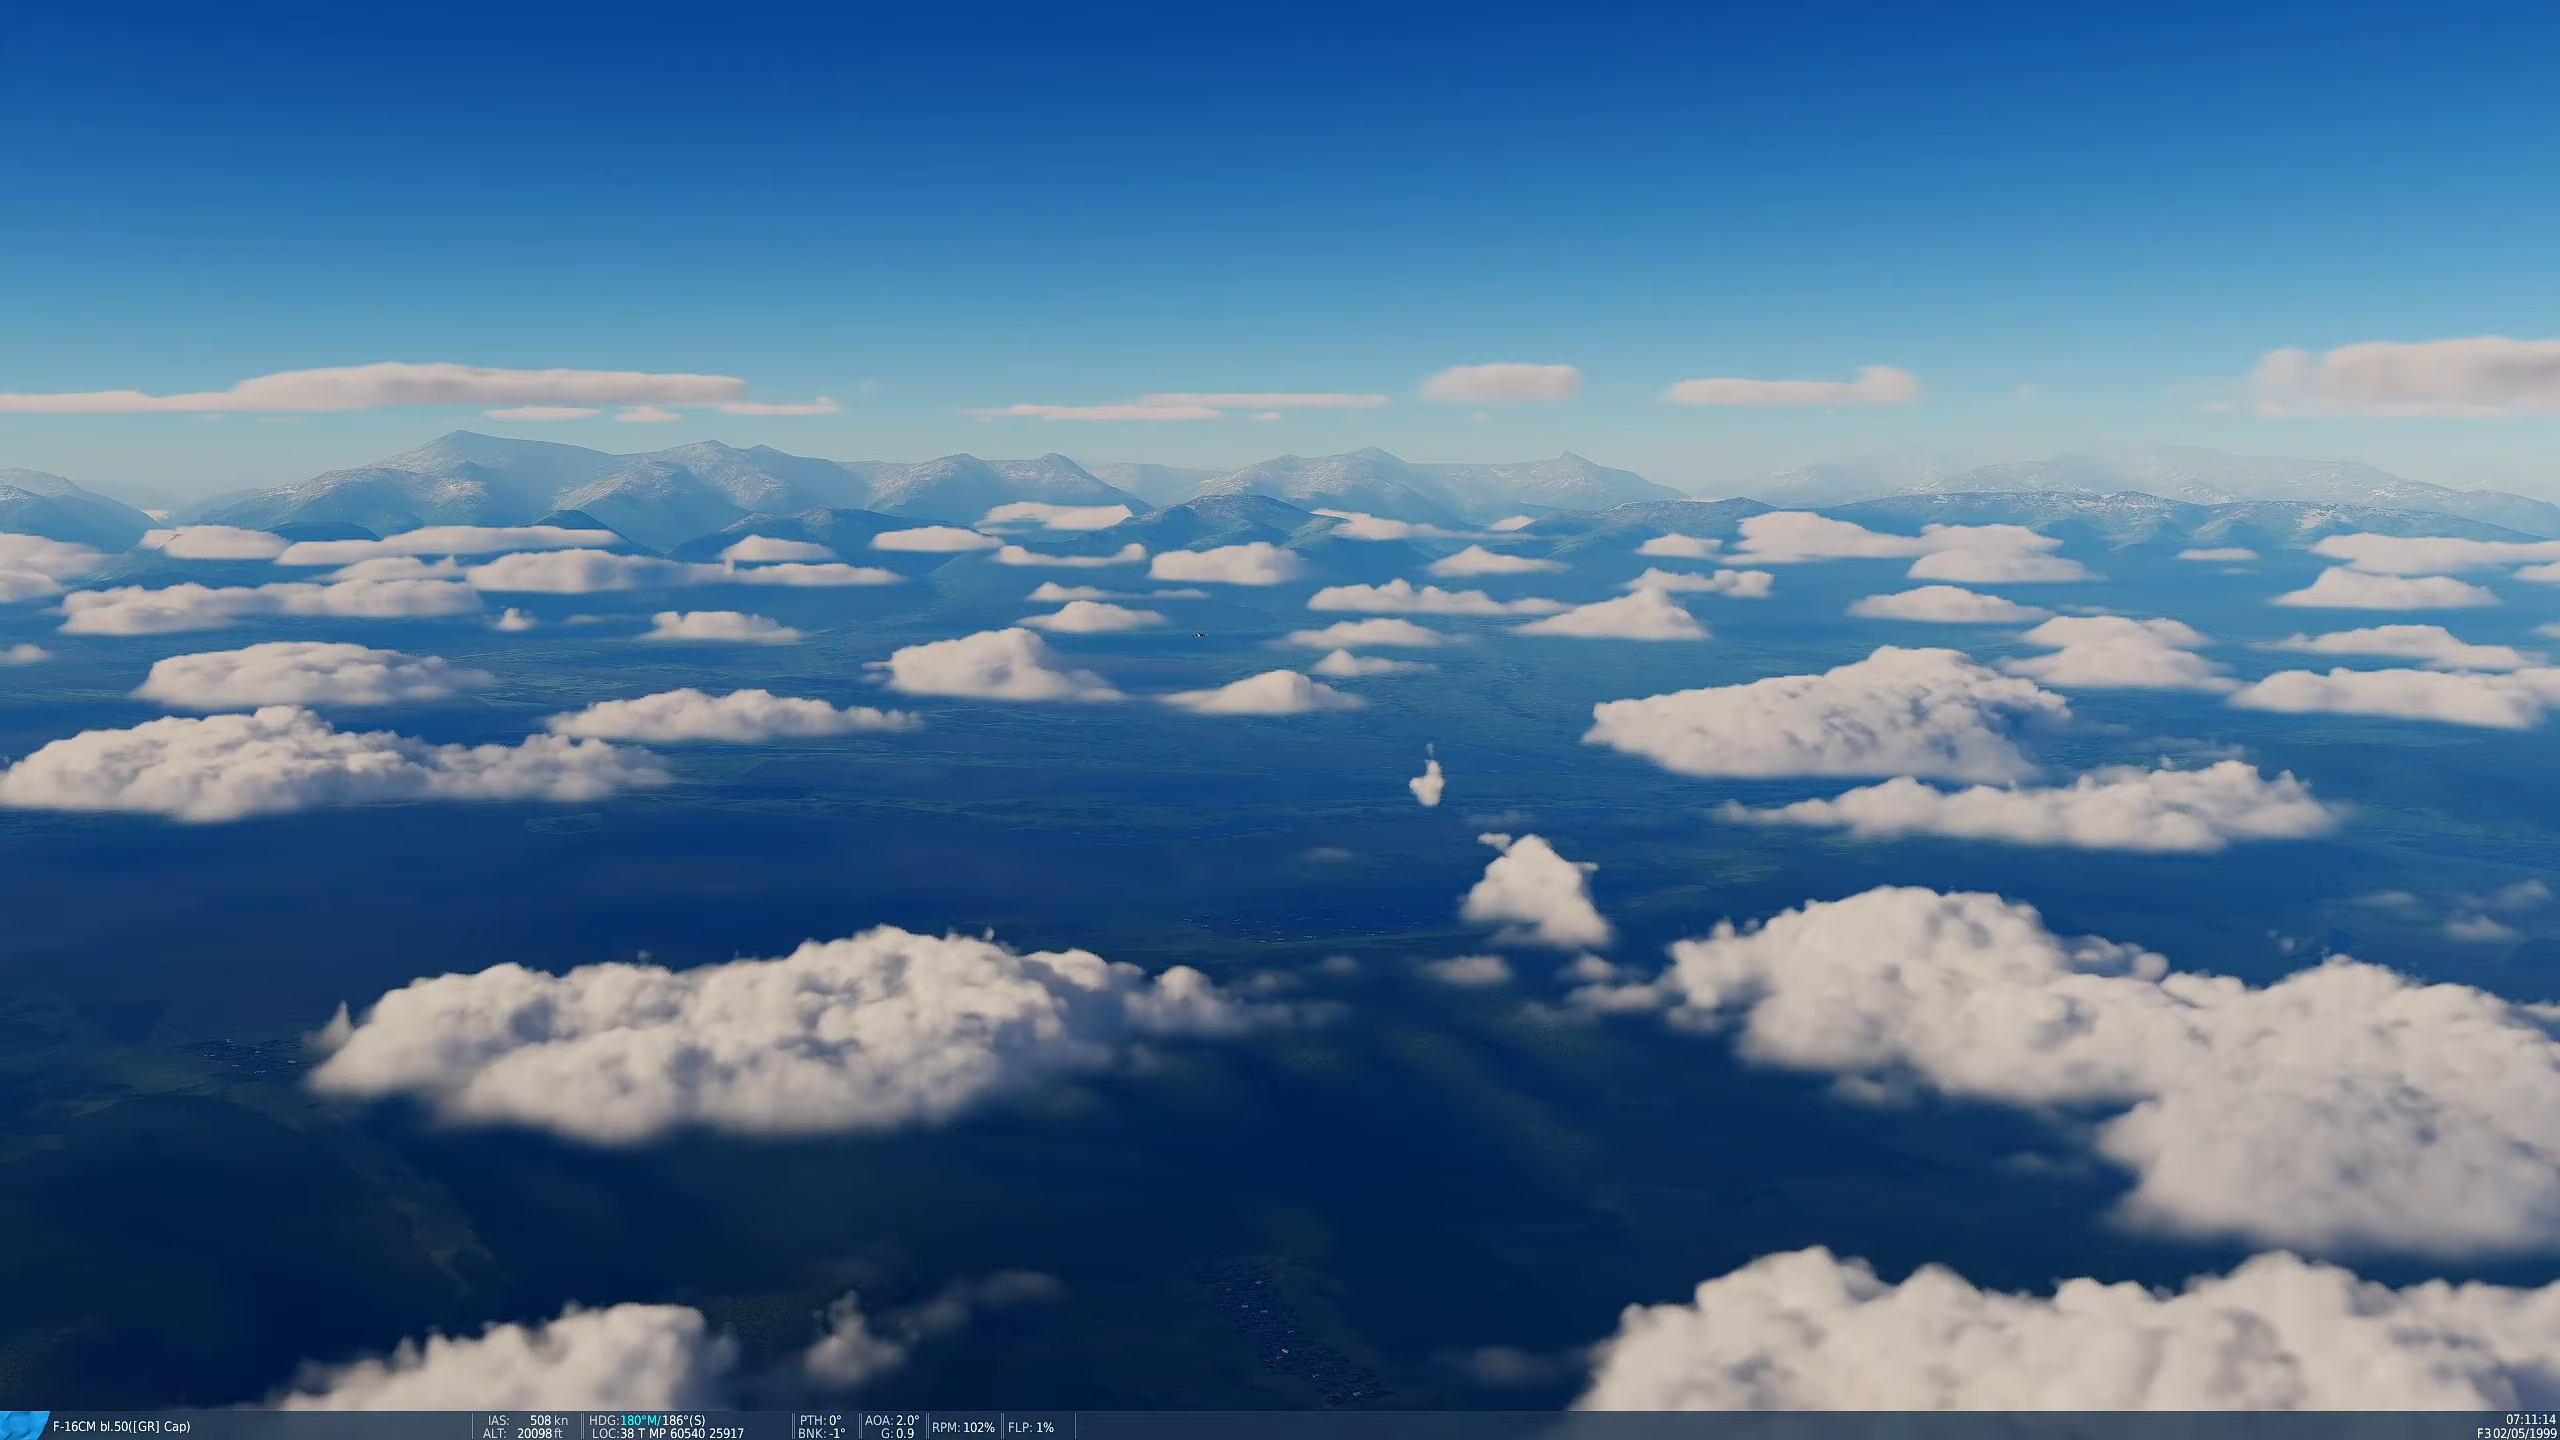 F-16CM bl.50([GR] Cap)
IAS: 508 kn
ALT: 20098 ft
HDG:180°M/186°(S)
LOC:38 T MP 60540 25917
PTH: 0°
BNK: -1°
AOA: 2.0°
G: 0.9
RPM: 102%
FLP: 1%
07:11:14
F3 02/05/1999